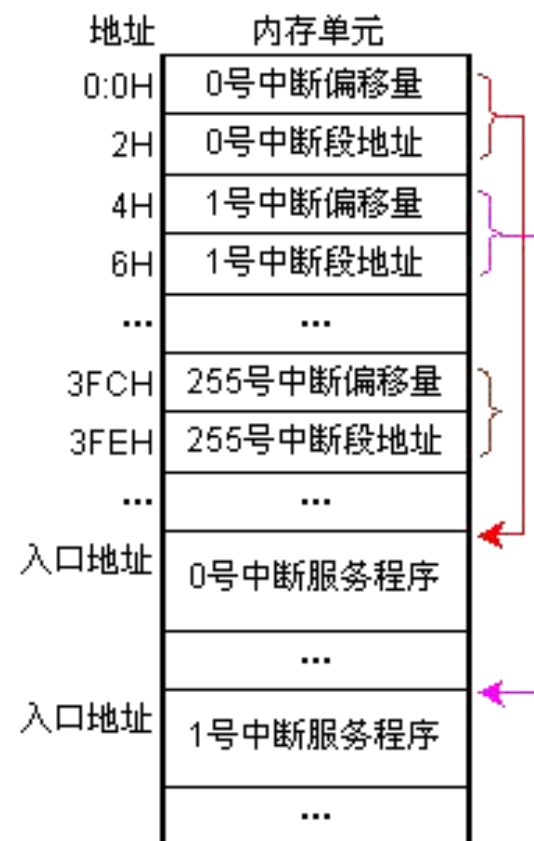 地址 内存单元
0:0H 0号中断偏移量
2H 0号中断段地址
4H 1号中断偏移量
6H 1号中断段地址
... ...
3FCH 255号中断偏移量
3FEH 255号中断段地址
... ...
入口地址 0号中断服务程序
...
入口地址 1号中断服务程序
...